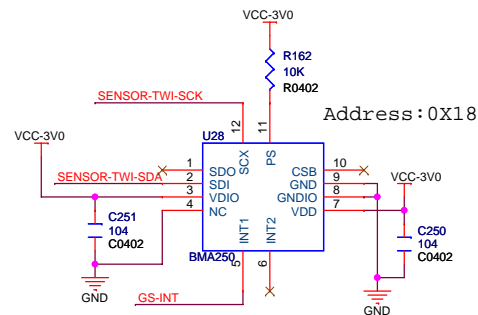 VCC-3V0
R162
10K
R0402
SENSOR-TWI-SCK
Address:0X18
12
11
U28
VCC-3V0
SCX
PS
1
SDO
CSB
10
VCC-3V0
SENSOR-TWI-SDA
2
SDI
GND
9
3
VDIO
GNDIO
8
4
NC
VDD
7
C251
104
C0402
INT1
INT2
C250
104
C0402
BMA250
5
6
GND
GS-INT
GND